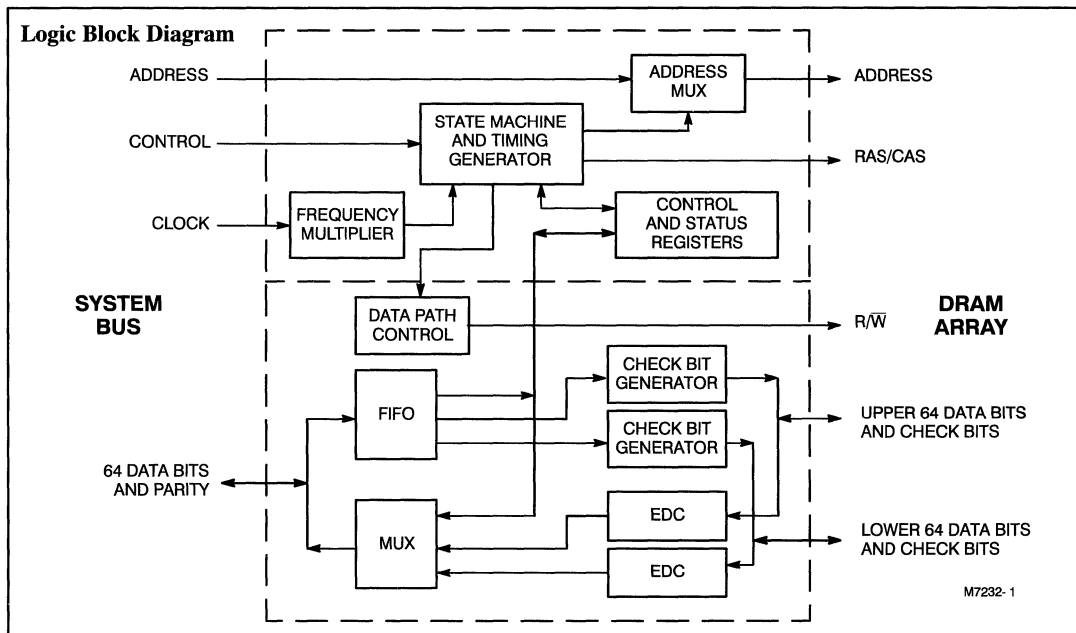 Logic Block Diagram
ADDRESS
ADDRESS
MUX
ADDRESS
CONTROL
STATE MACHINE
AND TIMING
GENERATOR
RAS/CAS
CLOCK
FREQUENCY
MULTIPLIER
CONTROL
AND STATUS
REGISTERS
SYSTEM
BUS
DATA PATH
CONTROL
R/W̅
DRAM
ARRAY
FIFO
CHECK BIT
GENERATOR
CHECK BIT
GENERATOR
UPPER 64 DATA BITS
AND CHECK BITS
64 DATA BITS
AND PARITY
MUX
EDC
EDC
LOWER 64 DATA BITS
AND CHECK BITS
M7232- 1